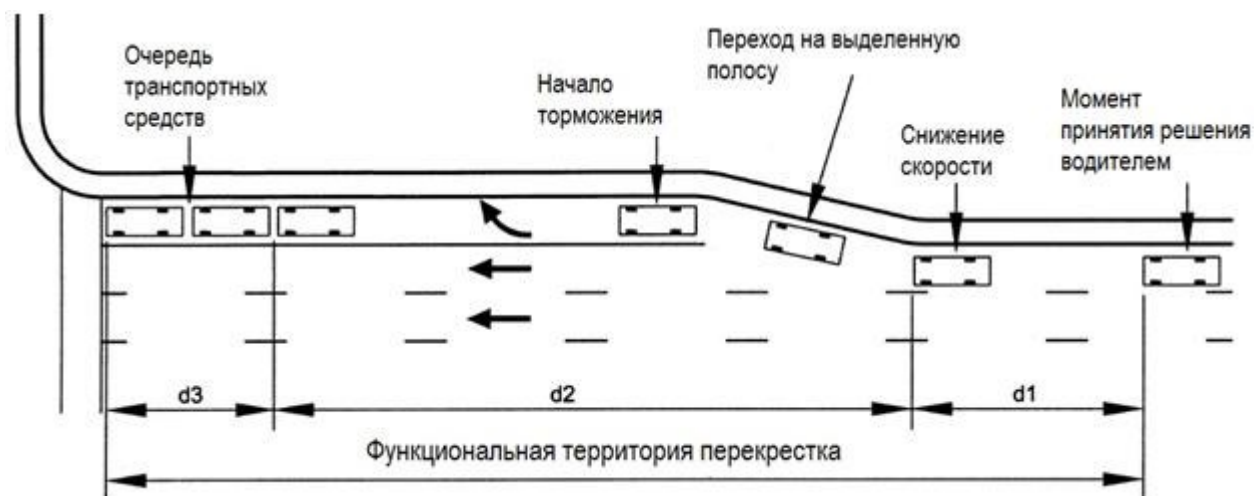 Очередь
транспортных
средств
Начало
торможения
Переход на выделенную
полосу
Снижение
скорости
Момент
принятия решения
водителем
d3
d2
d1
Функциональная территория перекрестка